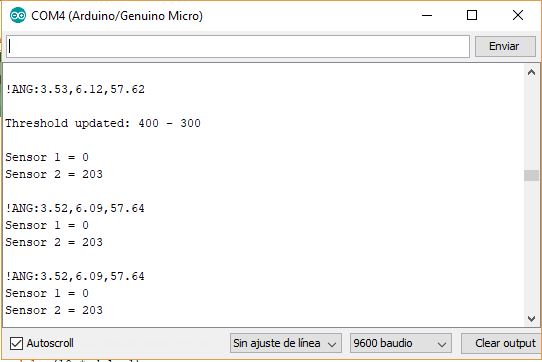 COM4 (Arduino/Genuino Micro)
Enviar
!ANG:3.53,6.12,57.62
Threshold updated: 400 - 300
Sensor 1 = 0
Sensor 2 = 203
!ANG:3.52,6.09,57.64
Sensor 1 = 0
Sensor 2 = 203
!ANG:3.52,6.09,57.64
Sensor 1 = 0
Sensor 2 = 203
Autoscroll Sin ajuste de línea 9600 baudio Clear output